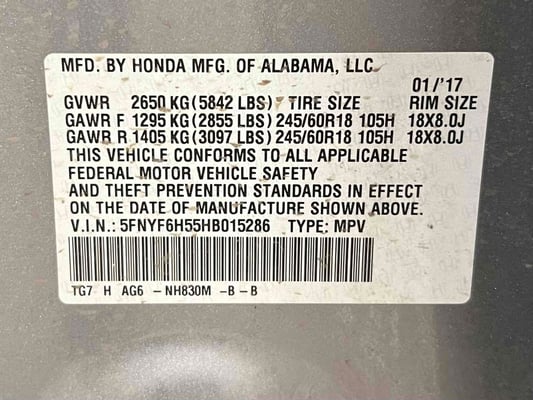 MFD. BY HONDA MFG. OF ALABAMA, LLC
01/'17
GVWR 2650 KG (5842 LBS) TIRE SIZE RIM SIZE
GAWR F 1295 KG (2855 LBS) 245/60R18 105H 18X8.0J
GAWR R 1405 KG (3097 LBS) 245/60R18 105H 18X8.0J
THIS VEHICLE CONFORMS TO ALL APPLICABLE
FEDERAL MOTOR VEHICLE SAFETY
AND THEFT PREVENTION STANDARDS IN EFFECT
ON THE DATE OF MANUFACTURE SHOWN ABOVE.
V.I.N.: 5FNYF6H55HB015286 TYPE: MPV
TG7 H AG6 -NH830M -B-B